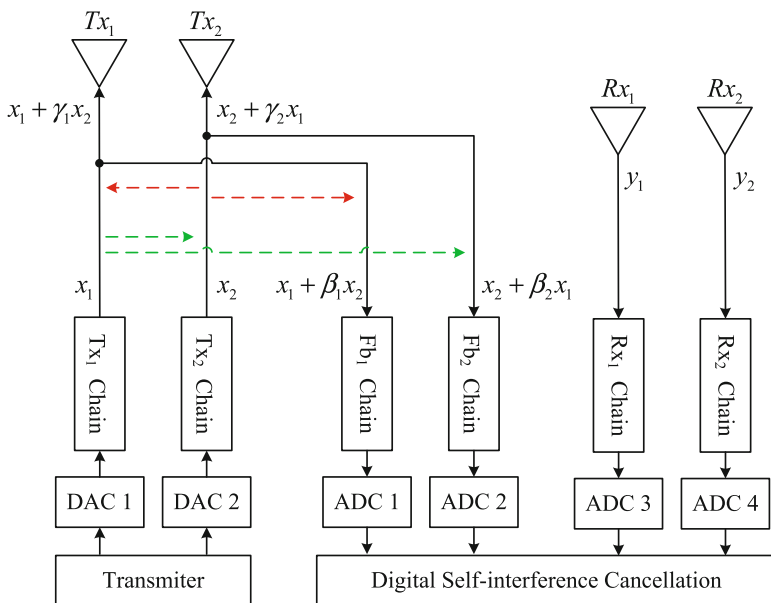 Tx₁
Tx₂
x₁ + γ₁x₂
x₂ + γ₂x₁
Rx₁
Rx₂
y₁
y₂
x₁
x₂
x₁ + β₁x₂
x₂ + β₂x₁
Tx₁ Chain
Tx₂ Chain
Fb₁ Chain
Fb₂ Chain
Rx₁ Chain
Rx₂ Chain
DAC 1
DAC 2
ADC 1
ADC 2
ADC 3
ADC 4
Transmiter
Digital Self-interference Cancellation